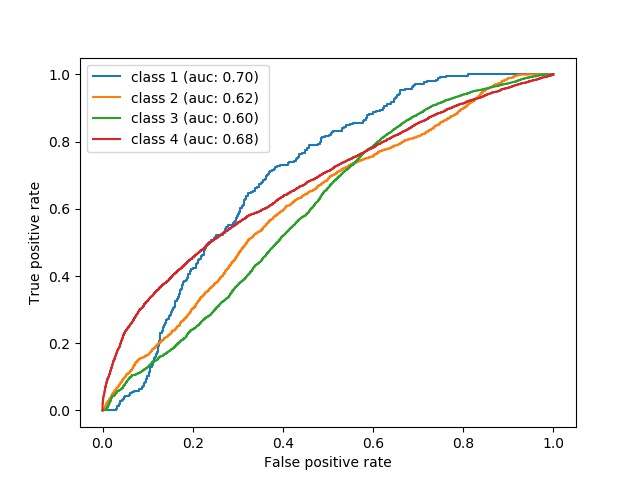 class 1 (auc: 0.70)
class 2 (auc: 0.62)
class 3 (auc: 0.60)
class 4 (auc: 0.68)
1.0
0.8
0.6
0.4
0.2
0.0
True positive rate
0.0 0.2 0.4 0.6 0.8 1.0
False positive rate